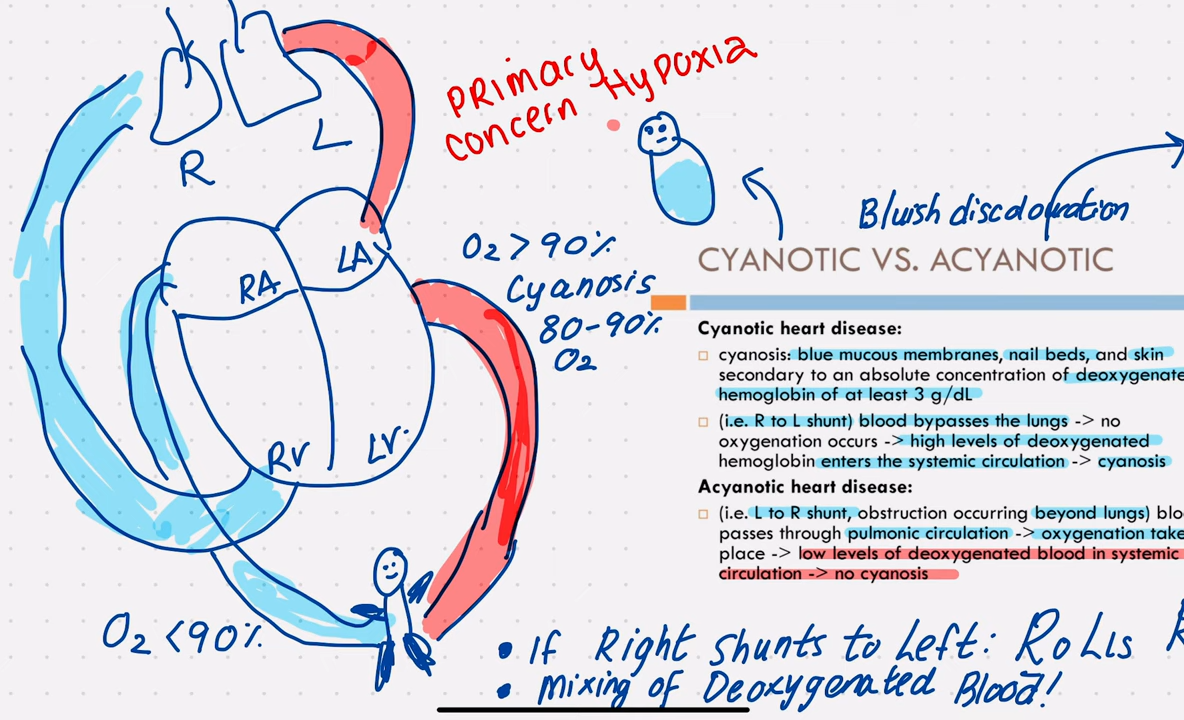 PRIMARY
CONCERN HYPOXIA
L
R
Bluish discolouration
CYANOTIC VS. ACYANOTIC
O₂ > 90%
Cyanosis
80-90%
O₂
LA
RA
RV
LV.
Cyanotic heart disease:
cyanosis: blue mucous membranes, nail beds, and skin
secondary to an absolute concentration of deoxygenate
hemoglobin of at least 3 g/dL
(i.e. R to L shunt) blood bypasses the lungs -> no
oxygenation occurs -> high levels of deoxygenated
hemoglobin enters the systemic circulation -> cyanosis
Acyanotic heart disease:
(i.e. L to R shunt, obstruction occurring beyond lungs) bloo
passes through pulmonic circulation -> oxygenation take
place -> low levels of deoxygenated blood in systemic
circulation -> no cyanosis
O₂ < 90%
• If Right Shunts to Left: RoLls R
• Mixing of Deoxygenated Blood!